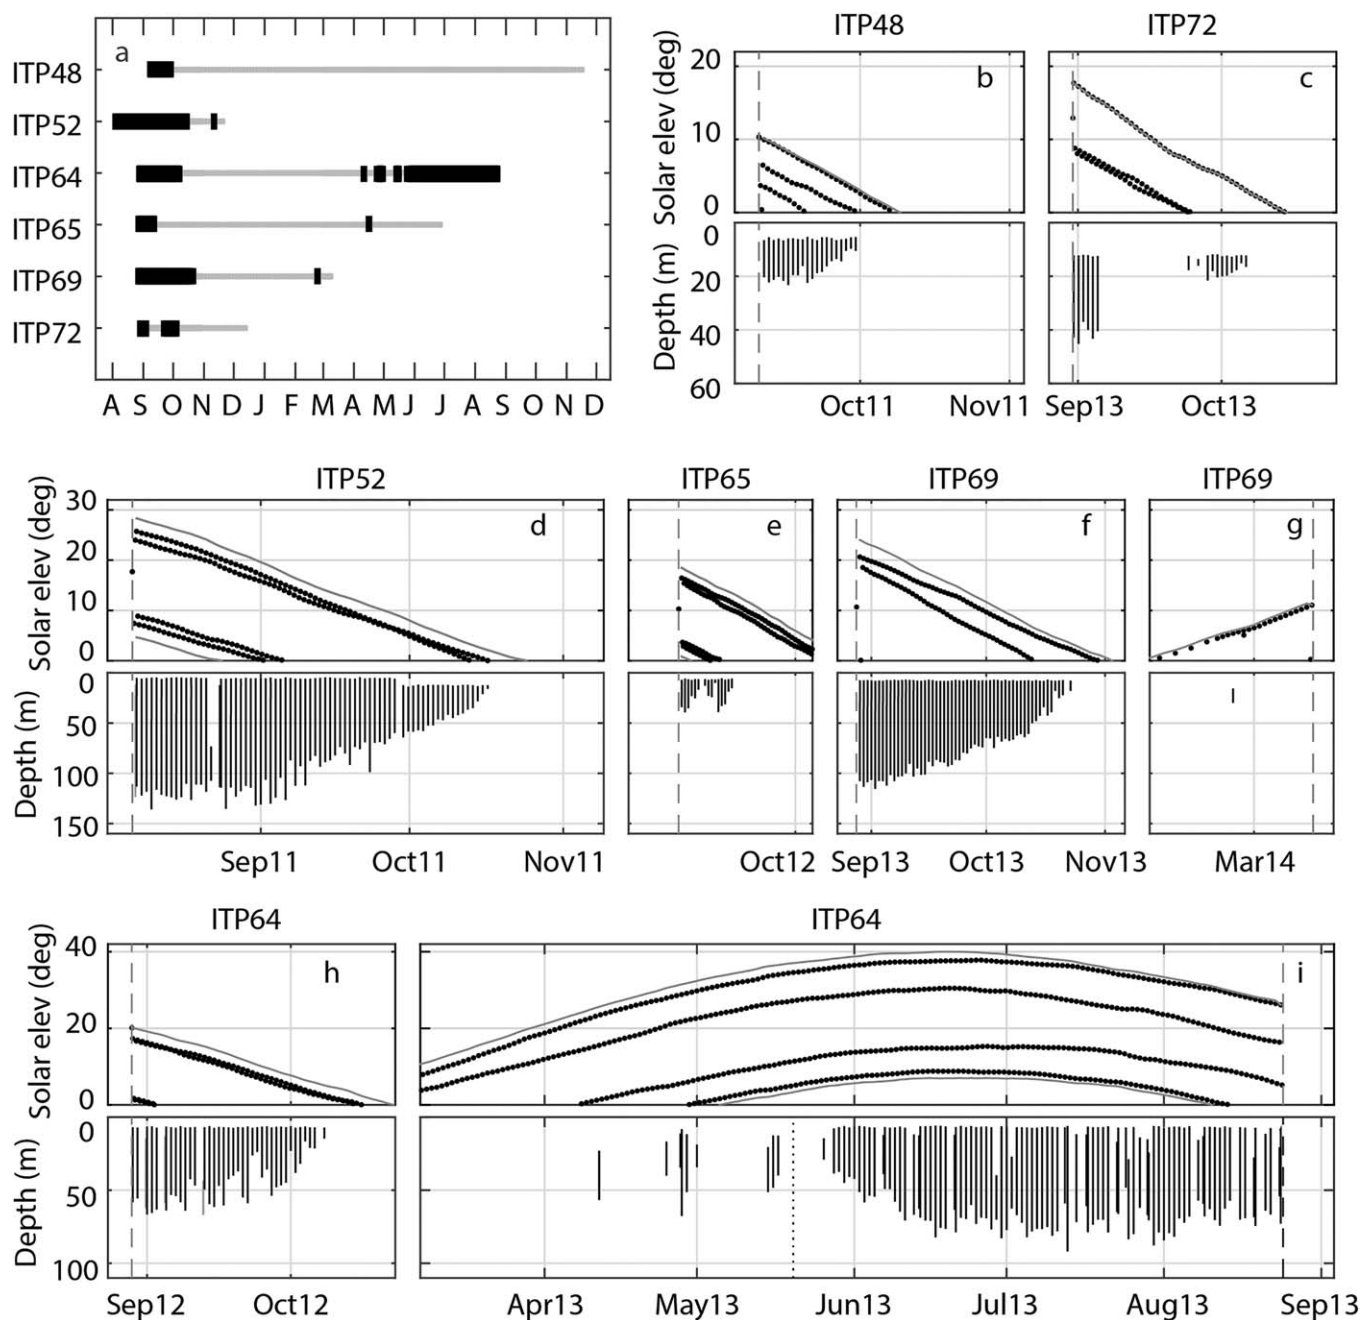 ITP48 ITP72
a
ITP48
ITP52
ITP64
ITP65
ITP69
ITP72
A S O N D J F M A M J J A S O N D
Solar elev (deg)
20
10
0
b
c
Depth (m)
0
20
40
60
Oct11 Nov11 Sep13 Oct13
ITP52 ITP65 ITP69 ITP69
Solar elev (deg)
30
20
10
0
d
e
f
g
Depth (m)
0
50
100
150
Sep11 Oct11 Nov11 Oct12 Sep13 Oct13 Nov13 Mar14
ITP64 ITP64
Solar elev (deg)
40
20
0
h
i
Depth (m)
0
50
100
Sep12 Oct12 Apr13 May13 Jun13 Jul13 Aug13 Sep13